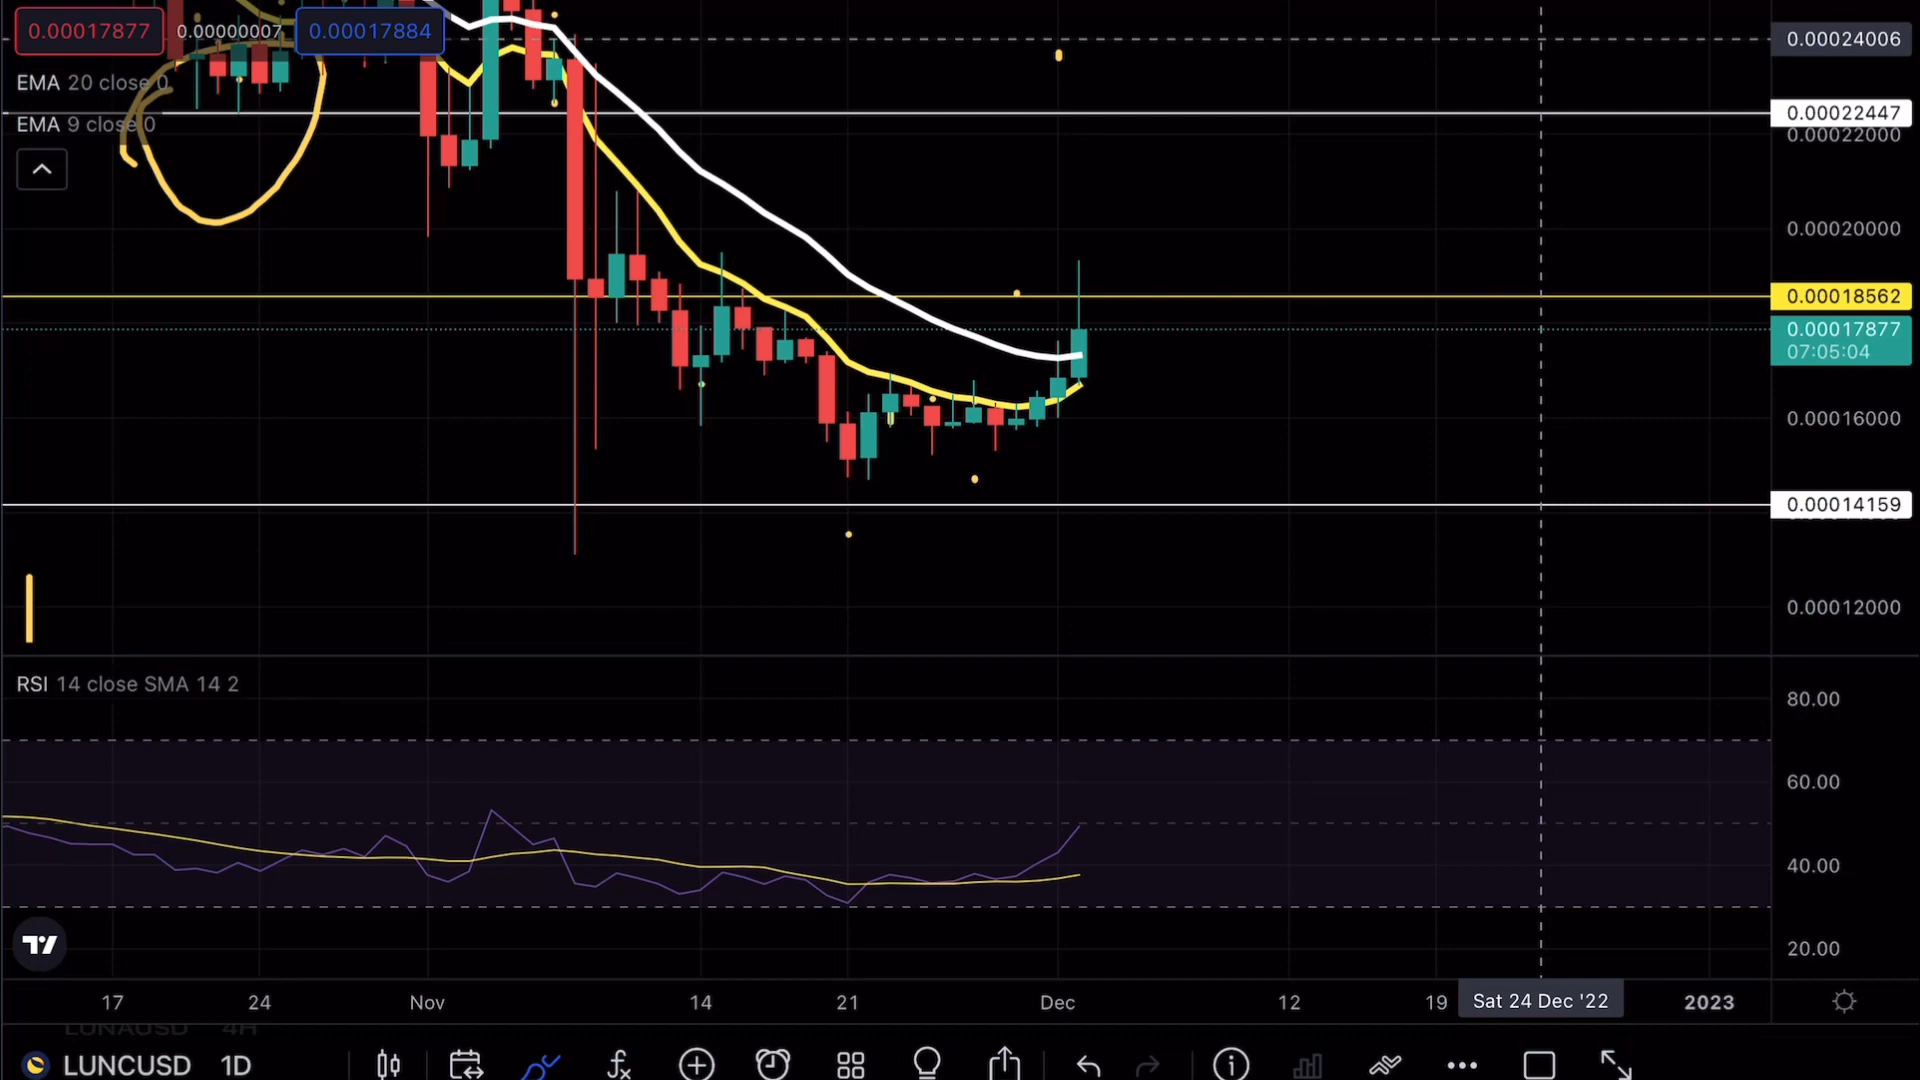 0.00017877 0.00000007 0.00017884
EMA 20 close 0
EMA 9 close 0
0.00024006
0.00022447
0.00022000
0.00020000
0.00018562
0.00017877
07:05:04
0.00016000
0.00014159
0.00012000
RSI 14 close SMA 14 2
80.00
60.00
40.00
20.00
17 24 Nov 14 21 Dec 12 19 Sat 24 Dec '22 2023
LUNAUSD 4H
LUNCUSD 1D